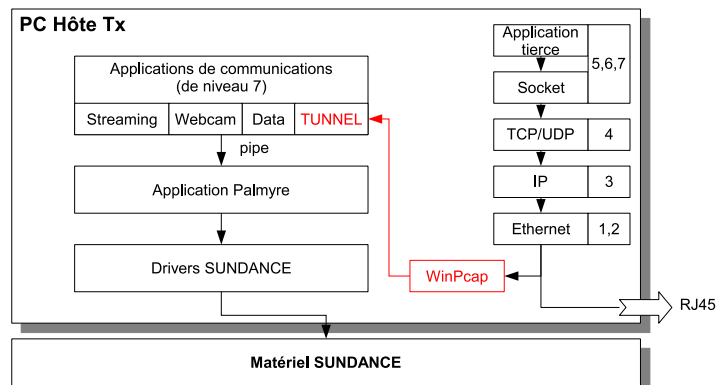 PC Hôte Tx
Applications de communications
(de niveau 7)
Streaming
Webcam
Data
TUNNEL
pipe
Application Palmyre
Drivers SUNDANCE
Application
tierce
5,6,7
Socket
TCP/UDP
4
IP
3
Ethernet
1,2
WinPcap
RJ45
Matériel SUNDANCE